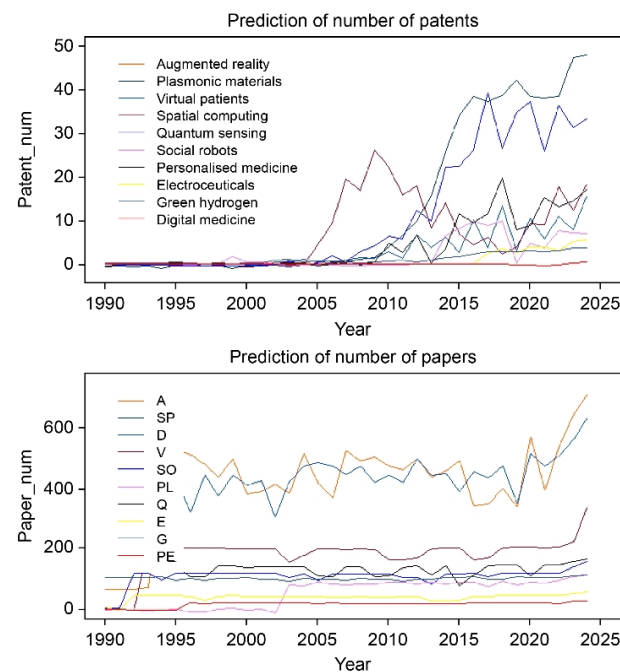 Prediction of number of patents
50
40
30
20
10
0
Patent_num
Augmented reality
Plasmonic materials
Virtual patients
Spatial computing
Quantum sensing
Social robots
Personalised medicine
Electroceuticals
Green hydrogen
Digital medicine
1990 1995 2000 2005 2010 2015 2020 2025
Year
Prediction of number of papers
600
400
200
0
Paper_num
A
SP
D
V
SO
PL
Q
E
G
PE
1990 1995 2000 2005 2010 2015 2020 2025
Year